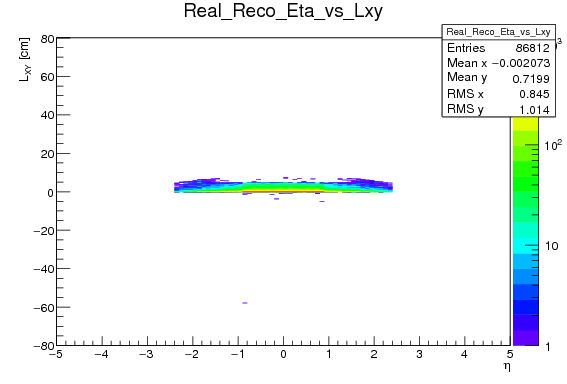 Real_Reco_Eta_vs_Lxy
Real_Reco_Eta_vs_Lxy
Entries 86812
Mean x −0.002073
Mean y 0.7199
RMS x 0.845
RMS y 1.014
L_XY [cm]
80
60
40
20
0
−20
−40
−60
−80
−5 −4 −3 −2 −1 0 1 2 3 4 5
η
10³
10²
10
1